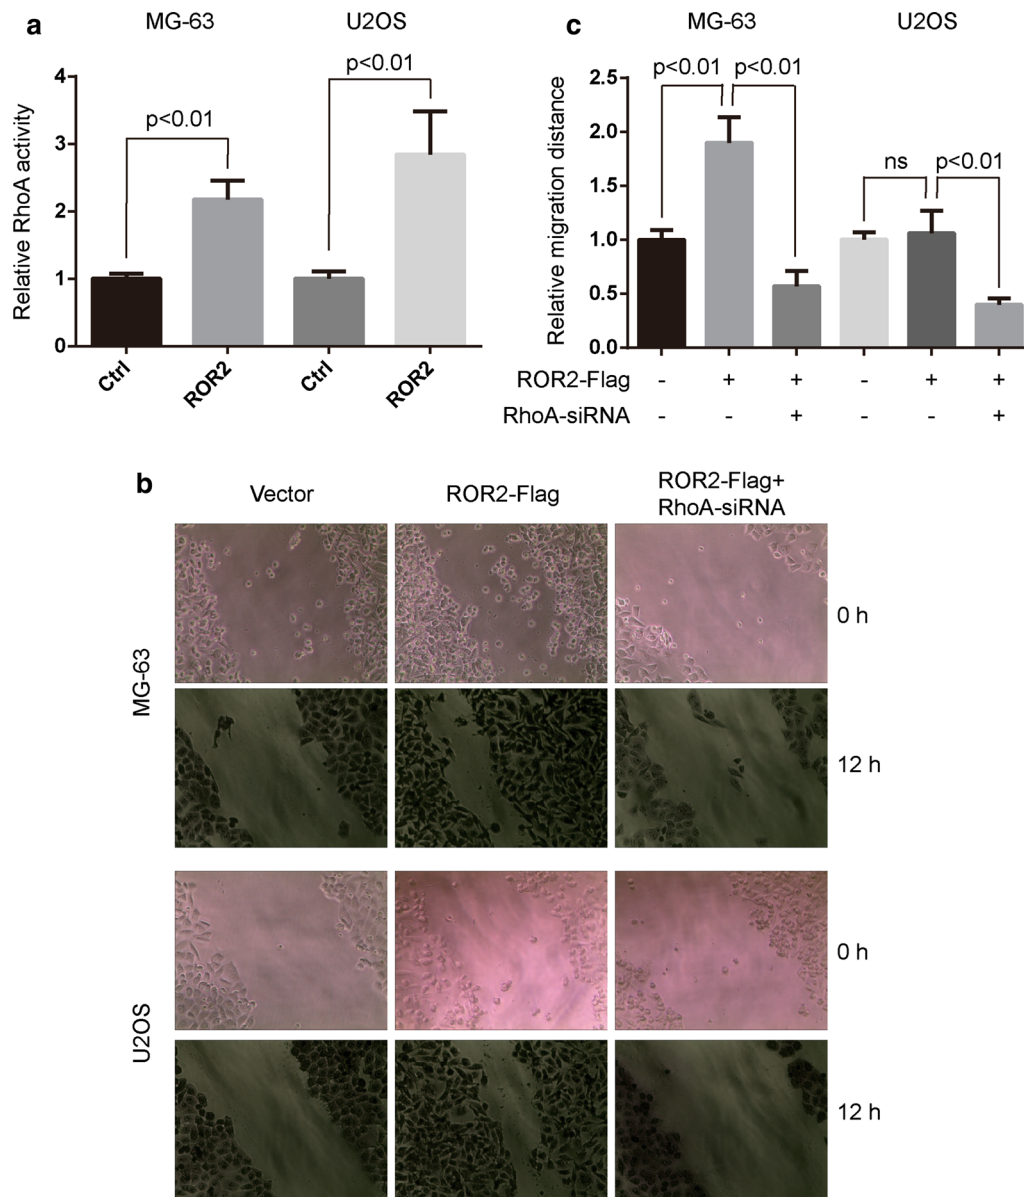 a
MG-63
U2OS
Relative RhoA activity
4
3
2
1
0
p<0.01
p<0.01
Ctrl
ROR2
Ctrl
ROR2
c
MG-63
U2OS
Relative migration distance
2.5
2.0
1.5
1.0
0.5
0.0
p<0.01
p<0.01
ns
p<0.01
ROR2-Flag - + + - + +
RhoA-siRNA - - + - - +
b
Vector
ROR2-Flag
ROR2-Flag+
RhoA-siRNA
MG-63
0 h
12 h
U2OS
0 h
12 h